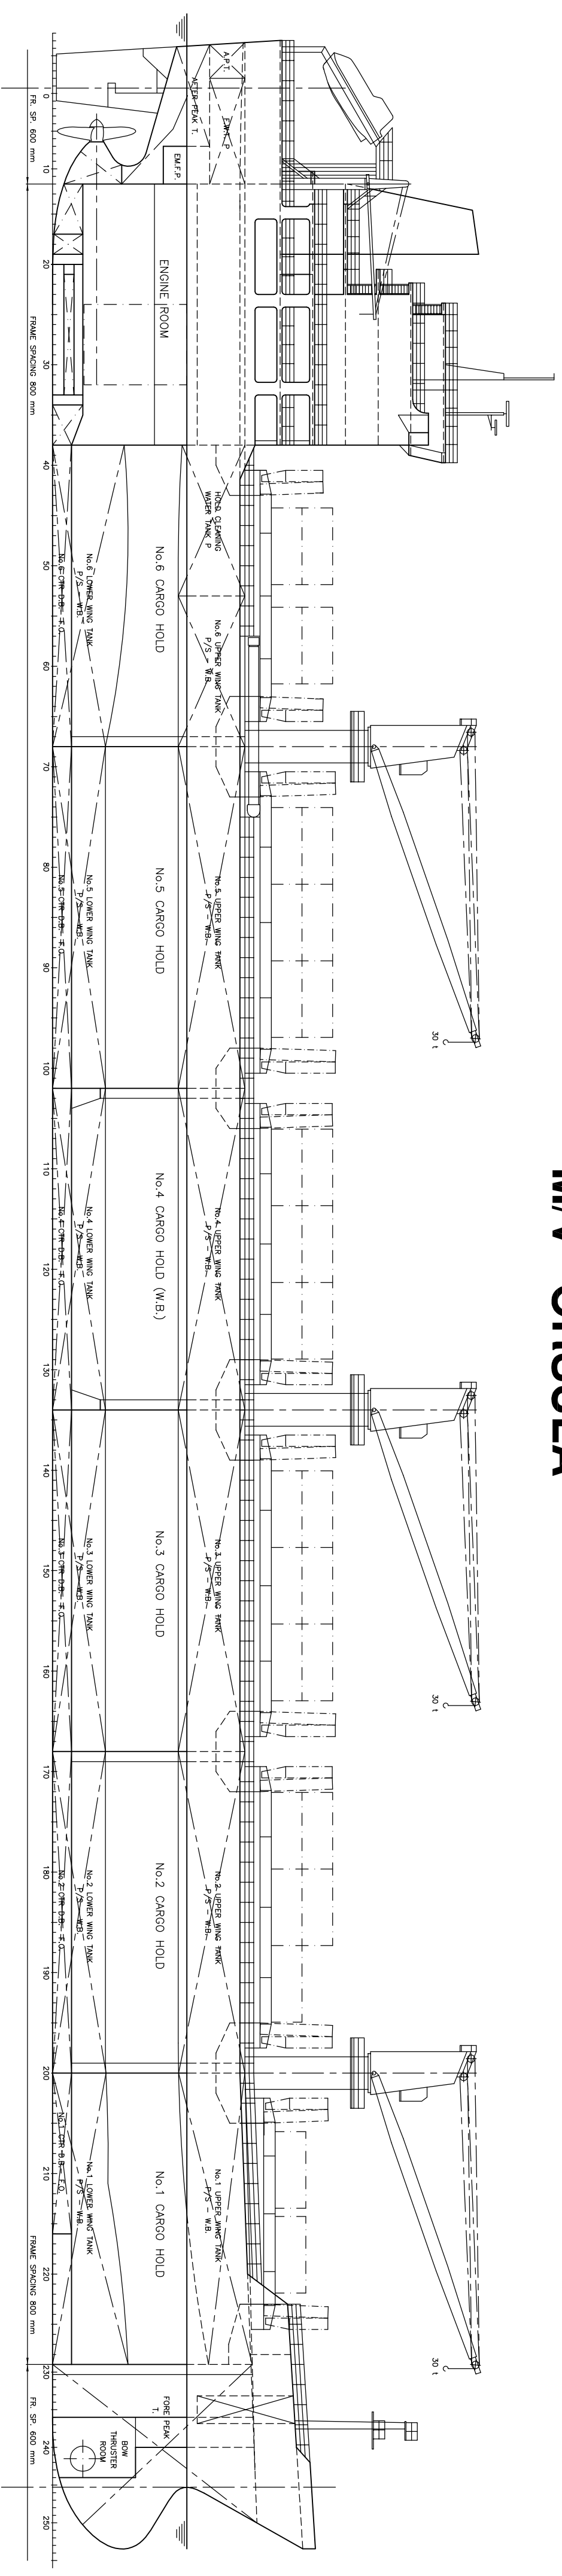 M/V ORSULA
30 t
30 t
30 t
A.P.T.
F.W.T. P
AFTER PEAK T.
EM.F.P.
ENGINE ROOM
HOLD CLEANING
WATER TANK P
No.6 UPPER WING TANK
P/S - W.B.
No.5 UPPER WING TANK
P/S - W.B.
No.4 UPPER WING TANK
P/S - W.B.
No.3 UPPER WING TANK
P/S - W.B.
No.2 UPPER WING TANK
P/S - W.B.
No.1 UPPER WING TANK
P/S - W.B.
No.6 CARGO HOLD
No.5 CARGO HOLD
No.4 CARGO HOLD (W.B.)
No.3 CARGO HOLD
No.2 CARGO HOLD
No.1 CARGO HOLD
FORE PEAK
T.
BOW
THRUSTER
ROOM
No.6 LOWER WING TANK
P/S - W.B.
No.5 LOWER WING TANK
P/S - W.B.
No.4 LOWER WING TANK
P/S - W.B.
No.3 LOWER WING TANK
P/S - W.B.
No.2 LOWER WING TANK
P/S - W.B.
No.1 LOWER WING TANK
P/S - W.B.
No.6 CTR D.B. - F.O.
No.5 CTR D.B. - F.O.
No.4 CTR D.B. - F.O.
No.3 CTR D.B. - F.O.
No.2 CTR D.B. - F.O.
No.1 CTR D.B. - F.O.
0 10 20 30 40 50 60 70 80 90 100 110 120 130 140 150 160 170 180 190 200 210 220 230 240 250
FR. SP. 600 mm
FRAME SPACING 800 mm
FRAME SPACING 800 mm
FR. SP. 600 mm